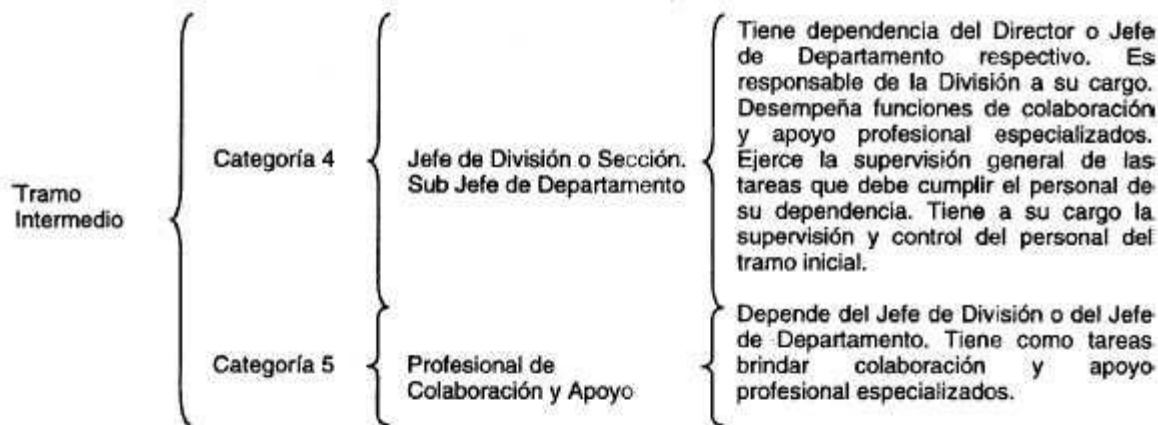 Tramo
Intermedio
Categoría 4
Jefe de División o Sección.
Sub Jefe de Departamento
Tiene dependencia del Director o Jefe
de Departamento respectivo. Es
responsable de la División a su cargo.
Desempeña funciones de colaboración
y apoyo profesional especializados.
Ejerce la supervisión general de las
tareas que debe cumplir el personal de
su dependencia. Tiene a su cargo la
supervisión y control del personal del
tramo inicial.
Categoría 5
Profesional de
Colaboración y Apoyo
Depende del Jefe de División o del Jefe
de Departamento. Tiene como tareas
brindar colaboración y apoyo
profesional especializados.